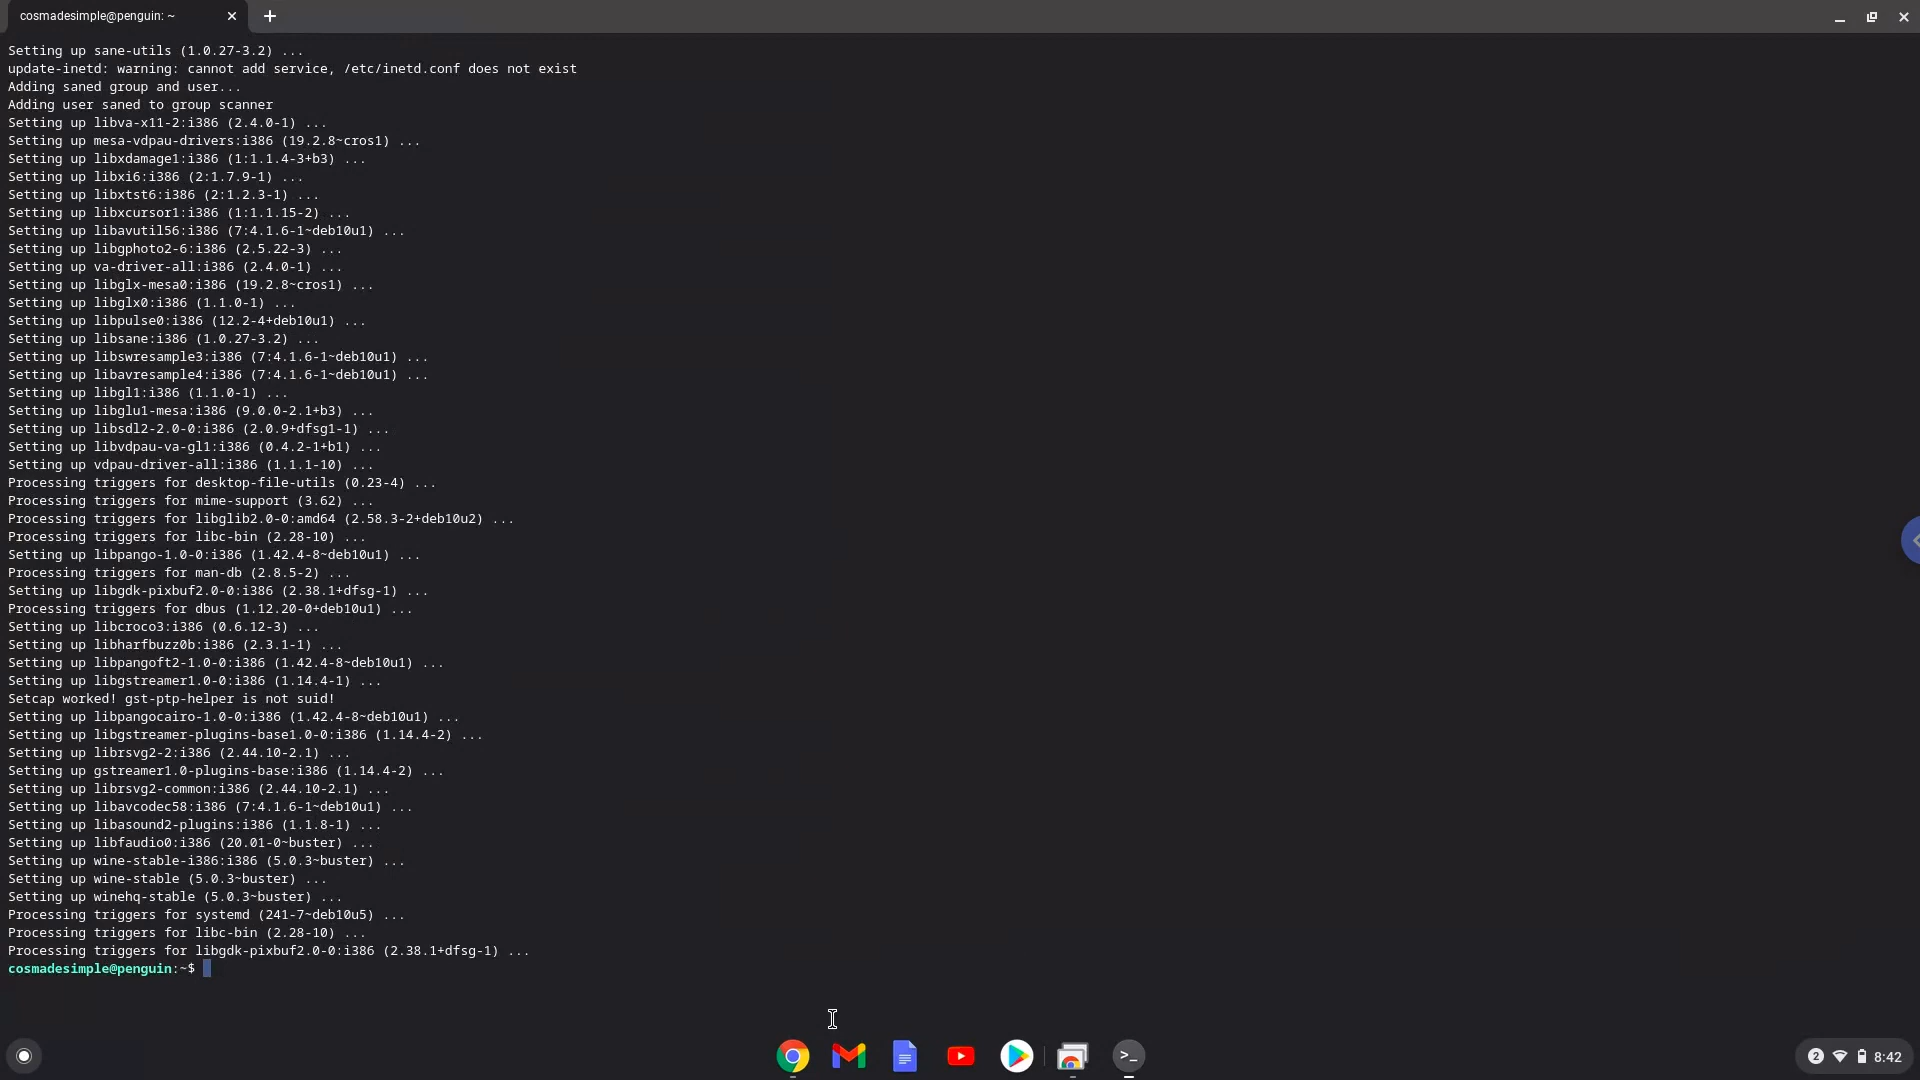 cosmadesimple@penguin: ~
Setting up sane-utils (1.0.27-3.2) ...
update-inetd: warning: cannot add service, /etc/inetd.conf does not exist
Adding saned group and user...
Adding user saned to group scanner
Setting up libva-x11-2:i386 (2.4.0-1) ...
Setting up mesa-vdpau-drivers:i386 (19.2.8~cros1) ...
Setting up libxdamage1:i386 (1:1.1.4-3+b3) ...
Setting up libxi6:i386 (2:1.7.9-1) ...
Setting up libxtst6:i386 (2:1.2.3-1) ...
Setting up libxcursor1:i386 (1:1.1.15-2) ...
Setting up libavutil56:i386 (7:4.1.6-1~deb10u1) ...
Setting up libgphoto2-6:i386 (2.5.22-3) ...
Setting up va-driver-all:i386 (2.4.0-1) ...
Setting up libglx-mesa0:i386 (19.2.8~cros1) ...
Setting up libglx0:i386 (1.1.0-1) ...
Setting up libpulse0:i386 (12.2-4+deb10u1) ...
Setting up libsane:i386 (1.0.27-3.2) ...
Setting up libswresample3:i386 (7:4.1.6-1~deb10u1) ...
Setting up libavresample4:i386 (7:4.1.6-1~deb10u1) ...
Setting up libgl1:i386 (1.1.0-1) ...
Setting up libglu1-mesa:i386 (9.0.0-2.1+b3) ...
Setting up libsdl2-2.0-0:i386 (2.0.9+dfsg1-1) ...
Setting up libvdpau-va-gl1:i386 (0.4.2-1+b1) ...
Setting up vdpau-driver-all:i386 (1.1.1-10) ...
Processing triggers for desktop-file-utils (0.23-4) ...
Processing triggers for mime-support (3.62) ...
Processing triggers for libglib2.0-0:amd64 (2.58.3-2+deb10u2) ...
Processing triggers for libc-bin (2.28-10) ...
Setting up libpango-1.0-0:i386 (1.42.4-8~deb10u1) ...
Processing triggers for man-db (2.8.5-2) ...
Setting up libgdk-pixbuf2.0-0:i386 (2.38.1+dfsg-1) ...
Processing triggers for dbus (1.12.20-0+deb10u1) ...
Setting up libcroco3:i386 (0.6.12-3) ...
Setting up libharfbuzz0b:i386 (2.3.1-1) ...
Setting up libpangoft2-1.0-0:i386 (1.42.4-8~deb10u1) ...
Setting up libgstreamer1.0-0:i386 (1.14.4-1) ...
Setcap worked! gst-ptp-helper is not suid!
Setting up libpangocairo-1.0-0:i386 (1.42.4-8~deb10u1) ...
Setting up libgstreamer-plugins-base1.0-0:i386 (1.14.4-2) ...
Setting up librsvg2-2:i386 (2.44.10-2.1) ...
Setting up gstreamer1.0-plugins-base:i386 (1.14.4-2) ...
Setting up librsvg2-common:i386 (2.44.10-2.1) ...
Setting up libavcodec58:i386 (7:4.1.6-1~deb10u1) ...
Setting up libasound2-plugins:i386 (1.1.8-1) ...
Setting up libfaudio0:i386 (20.01-0~buster) ...
Setting up wine-stable-i386:i386 (5.0.3~buster) ...
Setting up wine-stable (5.0.3~buster) ...
Setting up winehq-stable (5.0.3~buster) ...
Processing triggers for systemd (241-7~deb10u5) ...
Processing triggers for libc-bin (2.28-10) ...
Processing triggers for libgdk-pixbuf2.0-0:i386 (2.38.1+dfsg-1) ...
cosmadesimple@penguin:~$
2 8:42